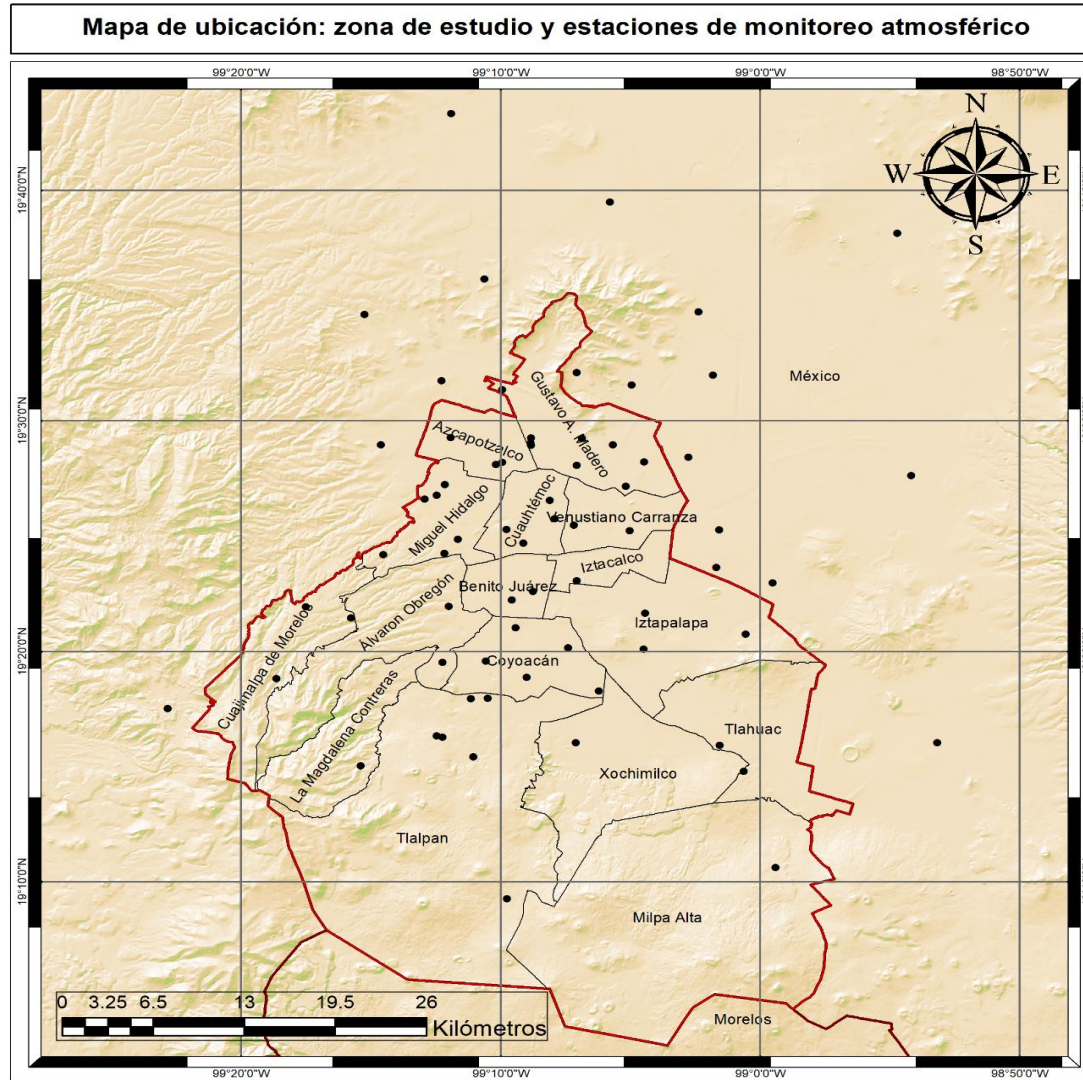 Mapa de ubicación: zona de estudio y estaciones de monitoreo atmosférico
99°20'0"W
99°10'0"W
99°0'0"W
98°50'0"W
N
W
E
S
19°40'0"N
México
Gustavo A. Madero
19°30'0"N
Azcapotzalco
Miguel Hidalgo
Cuauhtémoc
Venustiano Carranza
Iztacalco
Benito Juárez
Álvaron Obregón
Iztapalapa
Cuajimalpa de Morelos
19°20'0"N
Coyoacán
La Magdalena Contreras
Tlahuac
Xochimilco
Tlalpan
19°10'0"N
Milpa Alta
0 3.25 6.5 13 19.5 26
Kilómetros
Morelos
99°20'0"W
99°10'0"W
99°0'0"W
98°50'0"W